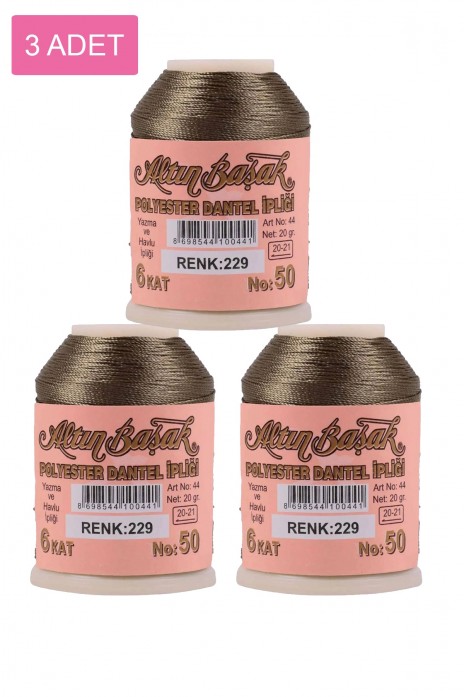 3 ADET
Altın Başak
POLYESTER DANTEL İPLİĞİ
Yazma
ve
Havlu
İpliği
8 698544 100441
Art No: 44
Net: 20 gr.
20-21
RENK:229
6 KAT
No: 50
Altın Başak
POLYESTER DANTEL İPLİĞİ
Yazma
ve
Havlu
İpliği
8 698544 100441
Art No: 44
Net: 20 gr.
20-21
RENK:229
6 KAT
No: 50
Altın Başak
POLYESTER DANTEL İPLİĞİ
Yazma
ve
Havlu
İpliği
8 698544 100441
Art No: 44
Net: 20 gr.
20-21
RENK:229
6 KAT
No: 50